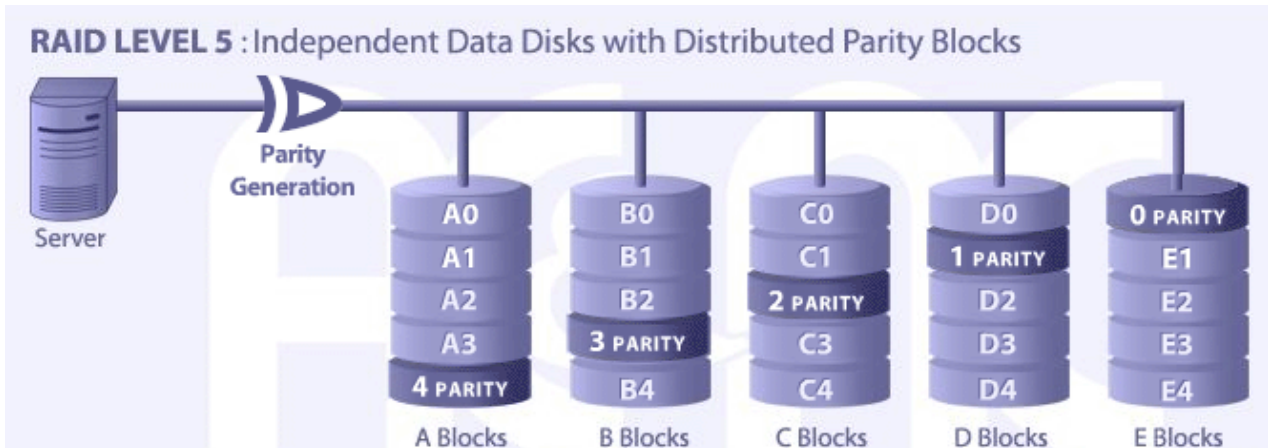 RAID LEVEL 5 : Independent Data Disks with Distributed Parity Blocks
Parity
Generation
Server
A0 B0 C0 D0 0 PARITY
A1 B1 C1 1 PARITY E1
A2 B2 2 PARITY D2 E2
A3 3 PARITY C3 D3 E3
4 PARITY B4 C4 D4 E4
A Blocks B Blocks C Blocks D Blocks E Blocks